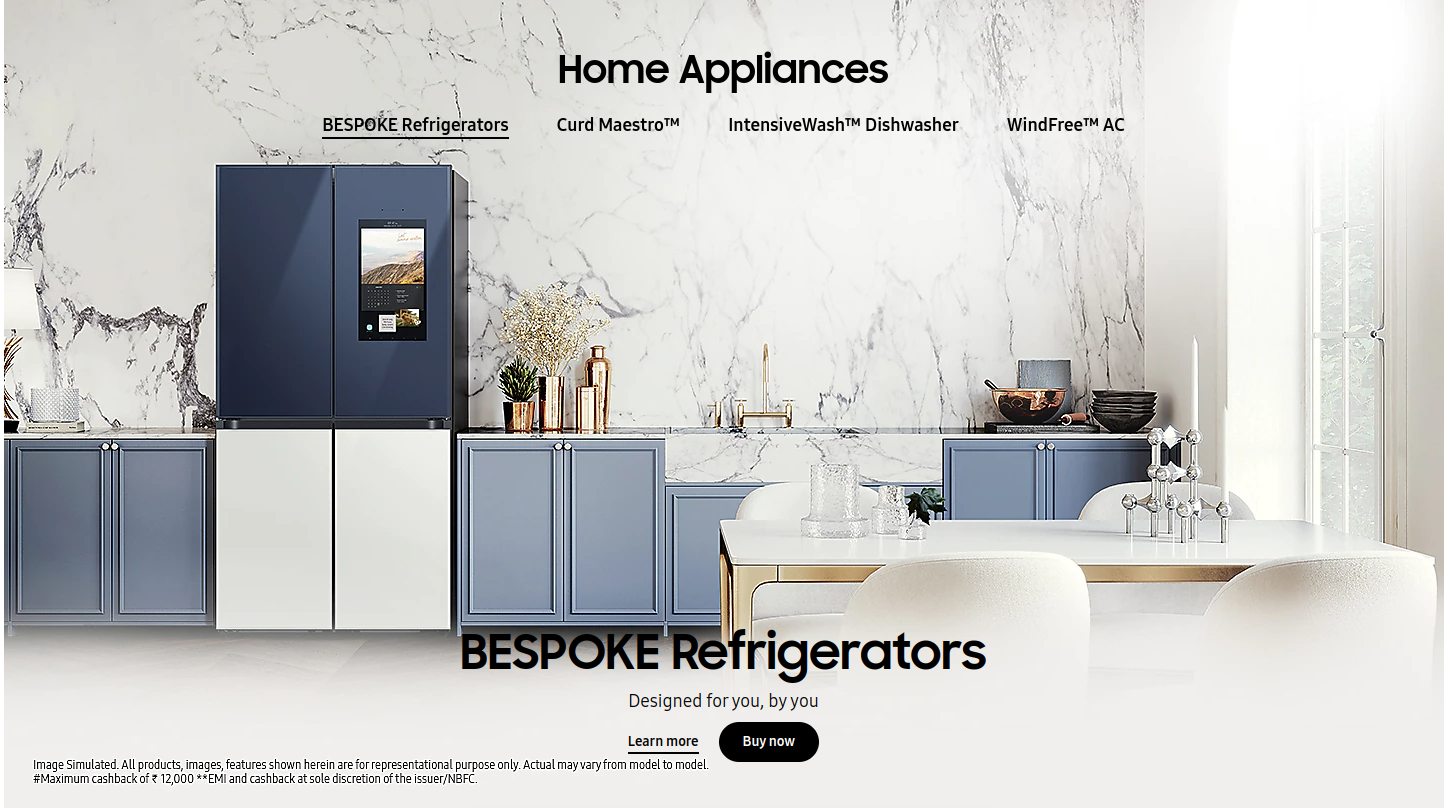 Home Appliances
BESPOKE Refrigerators
Curd Maestro™
IntensiveWash™ Dishwasher
WindFree™ AC
BESPOKE Refrigerators
Designed for you, by you
Learn more
Buy now
Image Simulated. All products, images, features shown herein are for representational purpose only. Actual may vary from model to model.
#Maximum cashback of ₹ 12,000 **EMI and cashback at sole discretion of the issuer/NBFC.